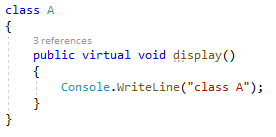 class A
{
3 references
public virtual void display()
{
Console.WriteLine("class A");
}
}